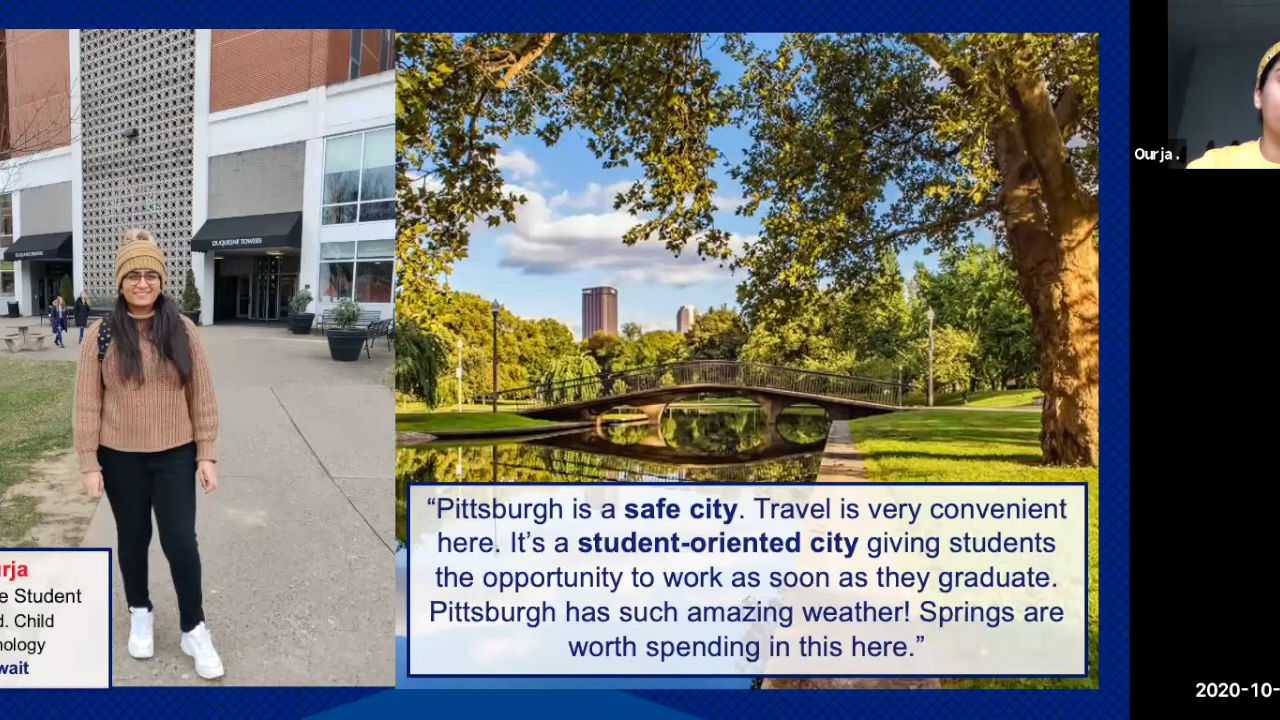 DUQUESNE TOWERS
“Pittsburgh is a safe city. Travel is very convenient
here. It’s a student-oriented city giving students
the opportunity to work as soon as they graduate.
Pittsburgh has such amazing weather! Springs are
worth spending in this here.”
urja
e Student
d. Child
hology
wait
Ourja .
2020-10-